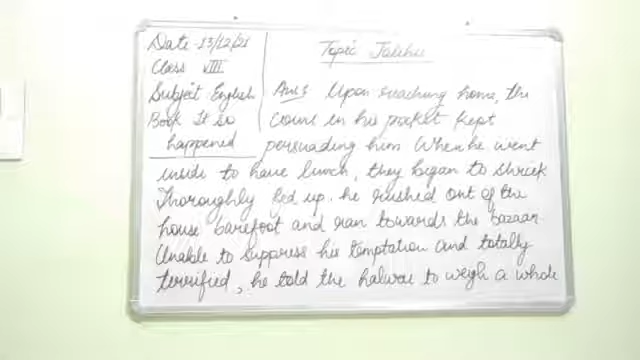 Date - 13/12/21
Class VIII
Subject English
Book It so
happened
Topic Jalebis
Ans Upon reaching home, the
coins in his pocket kept
persuading him When he went
inside to have lunch, they began to shriek
Thoroughly fed up, he rushed out of the
house barefoot and ran towards the bazaar
Unable to suppress his temptation and totally
terrified, he told the halwai to weigh a whole